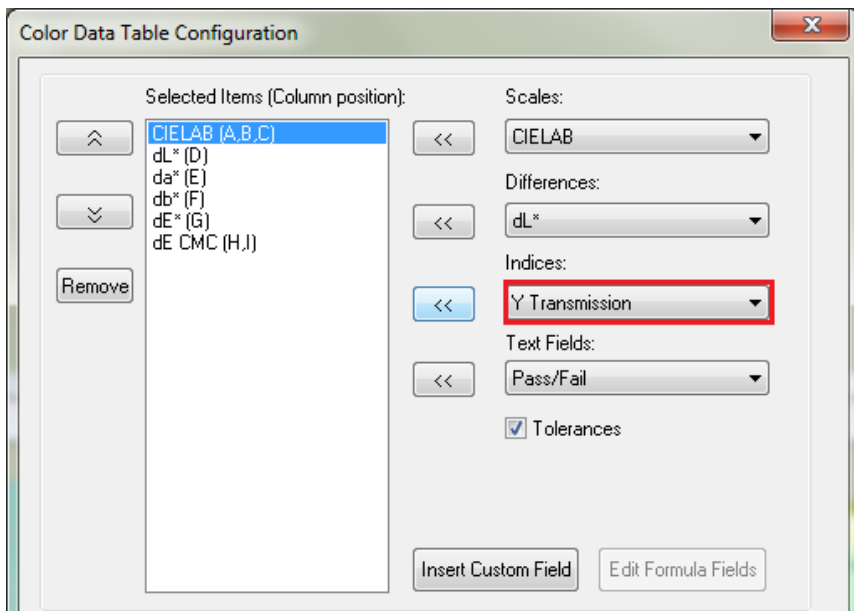 Color Data Table Configuration
Selected Items (Column position):
CIELAB (A,B,C)
dL* (D)
da* (E)
db* (F)
dE* (G)
dE CMC (H,I)
Remove
Scales:
<<
CIELAB
Differences:
<<
dL*
Indices:
<<
Y Transmission
Text Fields:
<<
Pass/Fail
Tolerances
Insert Custom Field
Edit Formula Fields